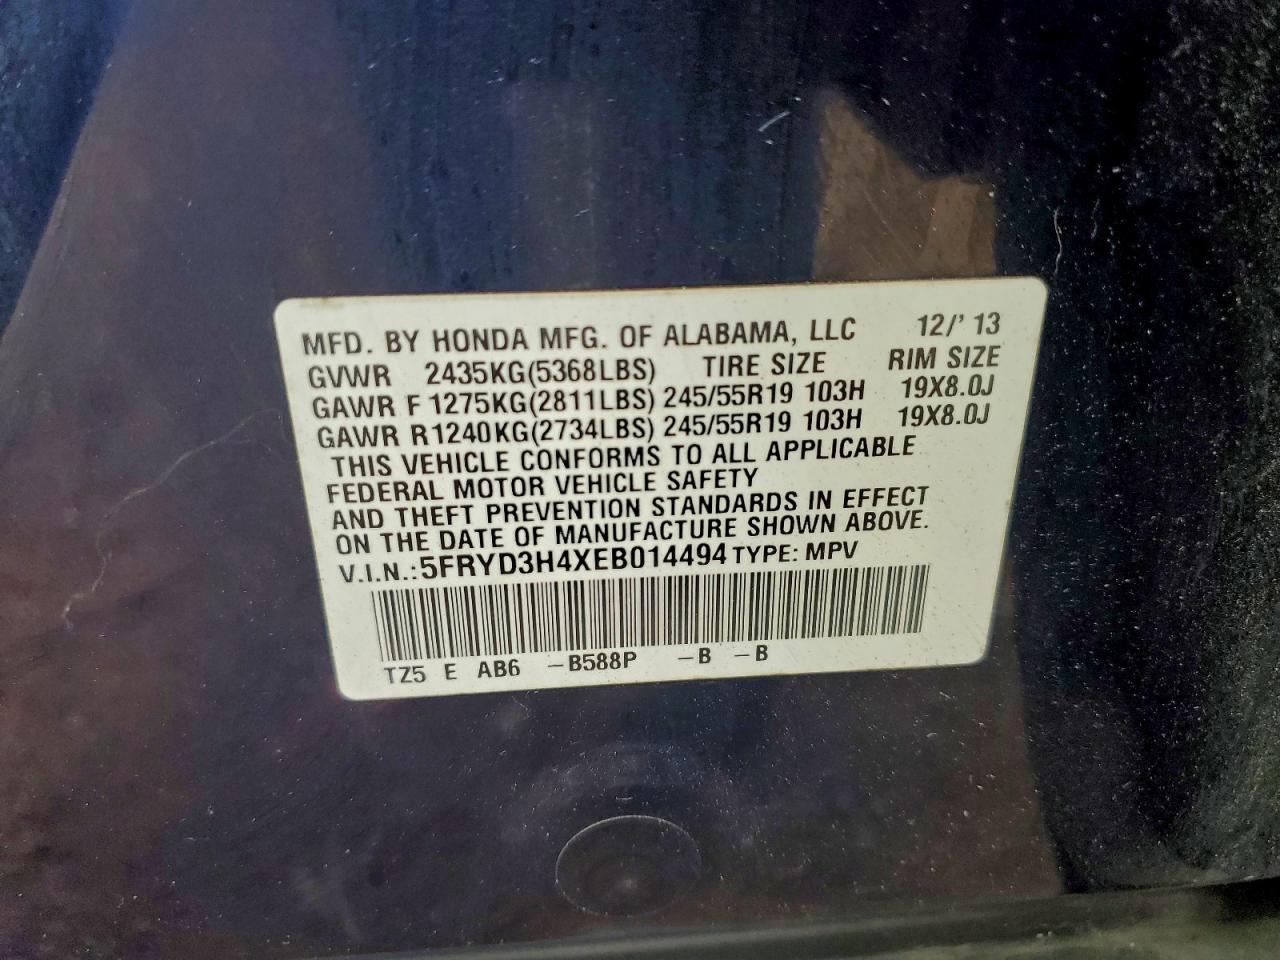 MFD. BY HONDA MFG. OF ALABAMA, LLC 12/' 13
GVWR 2435KG(5368LBS) TIRE SIZE RIM SIZE
GAWR F 1275KG(2811LBS) 245/55R19 103H 19X8.0J
GAWR R1240KG(2734LBS) 245/55R19 103H 19X8.0J
THIS VEHICLE CONFORMS TO ALL APPLICABLE
FEDERAL MOTOR VEHICLE SAFETY
AND THEFT PREVENTION STANDARDS IN EFFECT
ON THE DATE OF MANUFACTURE SHOWN ABOVE.
V.I.N.:5FRYD3H4XEB014494 TYPE: MPV
TZ5 E AB6 -B588P -B -B